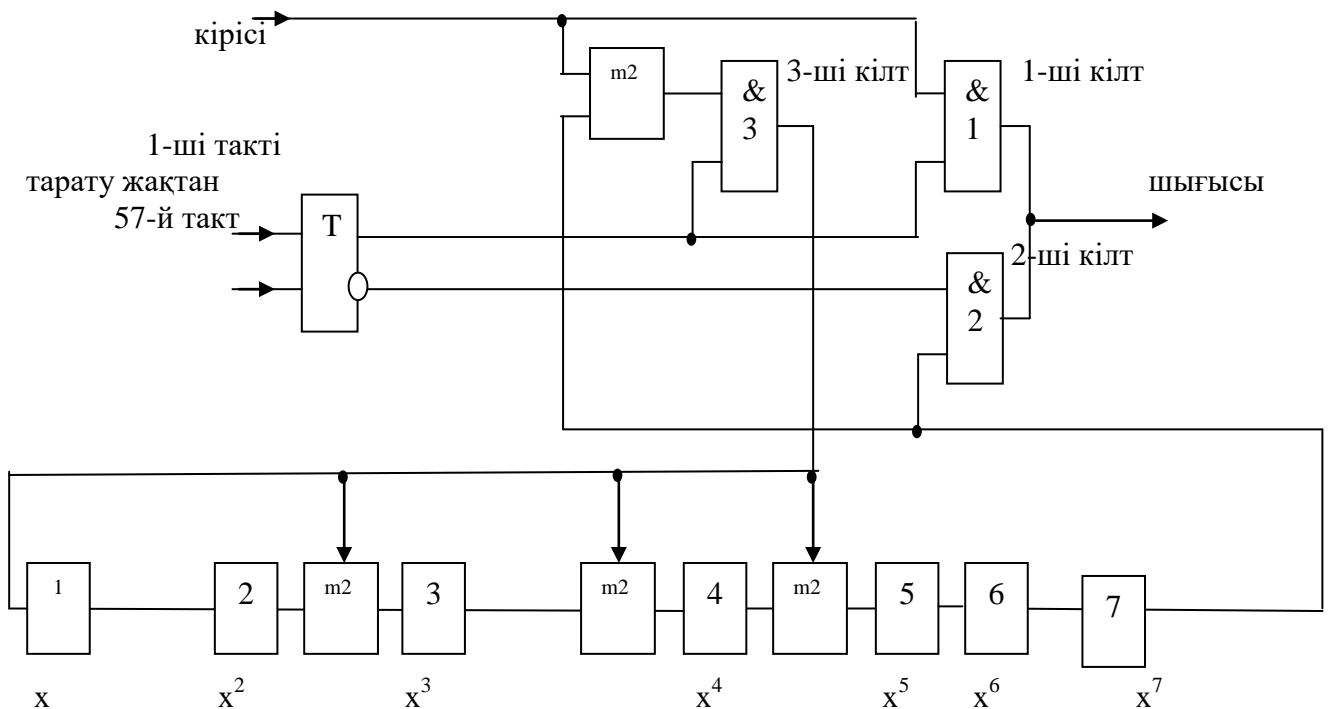 кірісі
m2
& 3
3-ші кілт
& 1
1-ші кілт
1-ші такті
тарату жақтан
57-й такт
T
шығысы
& 2
2-ші кілт
1
2
m2
3
m2
4
m2
5
6
7
x
x²
x³
x⁴
x⁵
x⁶
x⁷